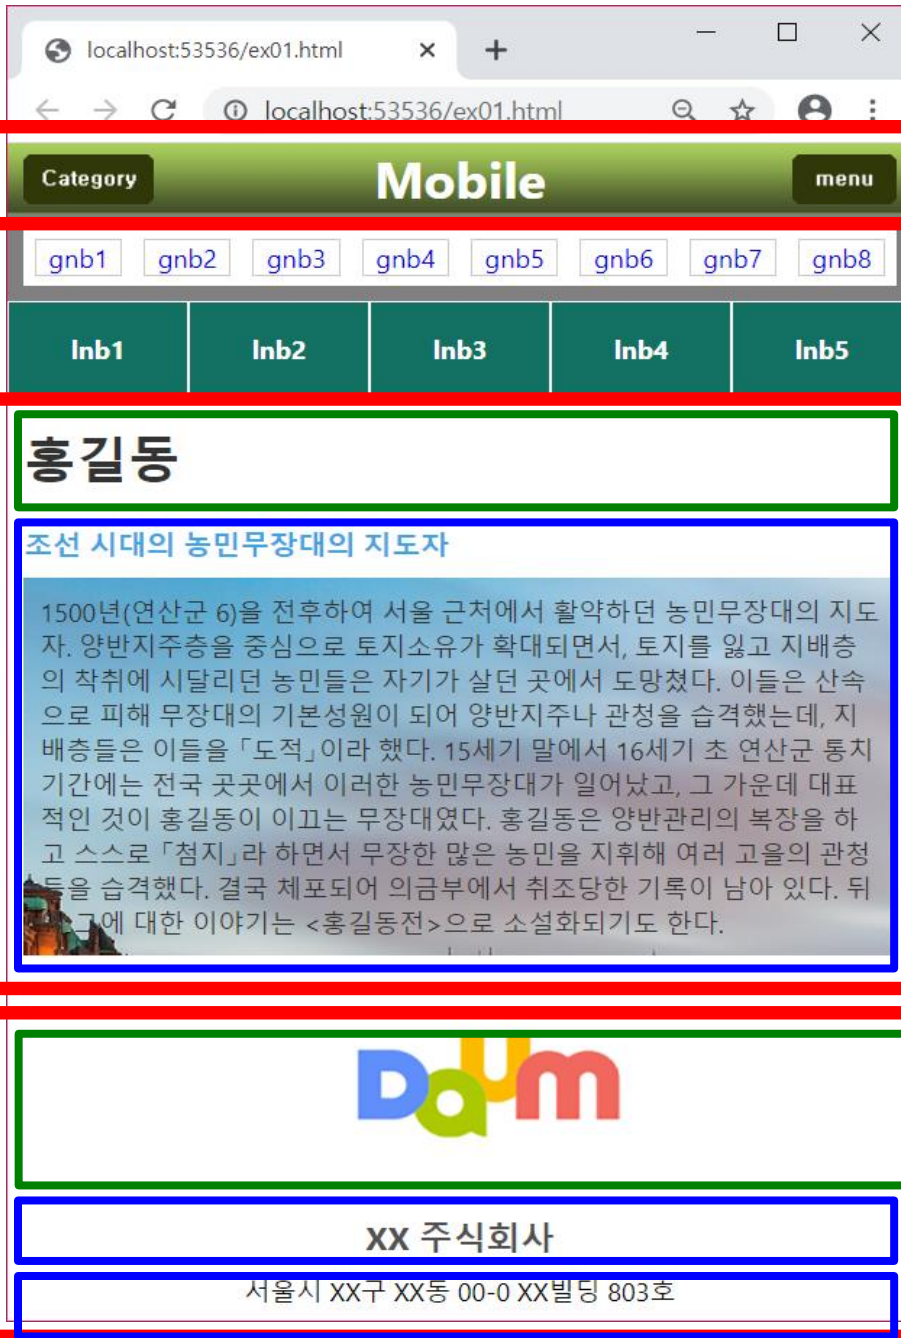 localhost:53536/ex01.html
localhost:53536/ex01.html
Category Mobile menu
gnb1 gnb2 gnb3 gnb4 gnb5 gnb6 gnb7 gnb8
lnb1 lnb2 lnb3 lnb4 lnb5
홍길동
조선 시대의 농민무장대의 지도자
1500년(연산군 6)을 전후하여 서울 근처에서 활약하던 농민무장대의 지도
자. 양반지주층을 중심으로 토지소유가 확대되면서, 토지를 잃고 지배층
의 착취에 시달리던 농민들은 자기가 살던 곳에서 도망쳤다. 이들은 산속
으로 피해 무장대의 기본성원이 되어 양반지주나 관청을 습격했는데, 지
배층들은 이들을 「도적」이라 했다. 15세기 말에서 16세기 초 연산군 통치
기간에는 전국 곳곳에서 이러한 농민무장대가 일어났고, 그 가운데 대표
적인 것이 홍길동이 이끄는 무장대였다. 홍길동은 양반관리의 복장을 하
고 스스로 「첨지」라 하면서 무장한 많은 농민을 지휘해 여러 고을의 관청
들을 습격했다. 결국 체포되어 의금부에서 취조당한 기록이 남아 있다. 뒤
그에 대한 이야기는 <홍길동전>으로 소설화되기도 한다.
Daum
XX 주식회사
서울시 XX구 XX동 00-0 XX빌딩 803호